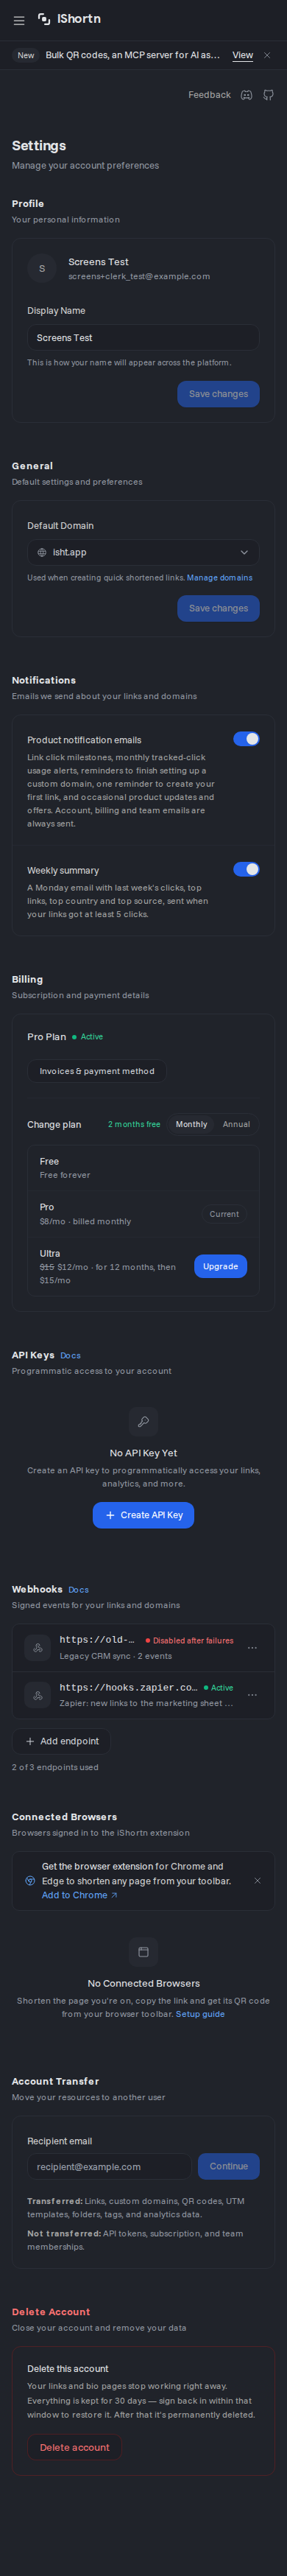 IShortn
New Bulk QR codes, an MCP server for AI as… View
Feedback
Settings
Manage your account preferences
Profile
Your personal information
S
Screens Test
screens+clerk_test@example.com
Display Name
Screens Test
This is how your name will appear across the platform.
Save changes
General
Default settings and preferences
Default Domain
isht.app
Used when creating quick shortened links. Manage domains
Save changes
Notifications
Emails we send about your links and domains
Product notification emails
Link click milestones, monthly tracked-click
usage alerts, reminders to finish setting up a
custom domain, one reminder to create your
first link, and occasional product updates and
offers. Account, billing and team emails are
always sent.
Weekly summary
A Monday email with last week's clicks, top
links, top country and top source, sent when
your links got at least 5 clicks.
Billing
Subscription and payment details
Pro Plan Active
Invoices & payment method
Change plan 2 months free Monthly Annual
Free
Free forever
Pro
$8/mo · billed monthly
Current
Ultra
$15 $12/mo · for 12 months, then
$15/mo
Upgrade
API Keys Docs
Programmatic access to your account
No API Key Yet
Create an API key to programmatically access your links,
analytics, and more.
Create API Key
Webhooks Docs
Signed events for your links and domains
https://old-… Disabled after failures
Legacy CRM sync · 2 events
https://hooks.zapier.co… Active
Zapier: new links to the marketing sheet …
Add endpoint
2 of 3 endpoints used
Connected Browsers
Browsers signed in to the iShortn extension
Get the browser extension for Chrome and
Edge to shorten any page from your toolbar.
Add to Chrome
No Connected Browsers
Shorten the page you're on, copy the link and get its QR code
from your browser toolbar. Setup guide
Account Transfer
Move your resources to another user
Recipient email
recipient@example.com
Continue
Transferred: Links, custom domains, QR codes, UTM
templates, folders, tags, and analytics data.
Not transferred: API tokens, subscription, and team
memberships.
Delete Account
Close your account and remove your data
Delete this account
Your links and bio pages stop working right away.
Everything is kept for 30 days — sign back in within that
window to restore it. After that it's permanently deleted.
Delete account